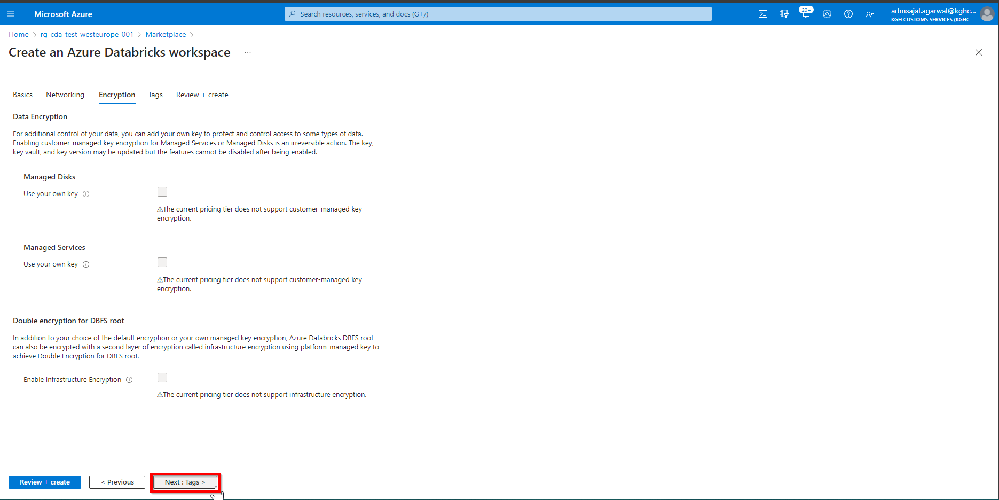 Microsoft Azure
Search resources, services, and docs (G+/)
20+
admsajal.agarwal@kghc...
KGH CUSTOMS SERVICES (KGHC....
Home > rg-cda-test-westeurope-001 > Marketplace >
Create an Azure Databricks workspace ...
Basics Networking Encryption Tags Review + create
Data Encryption
For additional control of your data, you can add your own key to protect and control access to some types of data.
Enabling customer-managed key encryption for Managed Services or Managed Disks is an irreversible action. The key,
key vault, and key version may be updated but the features cannot be disabled after being enabled.
Managed Disks
Use your own key
⚠The current pricing tier does not support customer-managed key
encryption.
Managed Services
Use your own key
⚠The current pricing tier does not support customer-managed key
encryption.
Double encryption for DBFS root
In addition to your choice of the default encryption or your own managed key encryption, Azure Databricks DBFS root
can also be encrypted with a second layer of encryption called infrastructure encryption using platform-managed key to
achieve Double Encryption for DBFS root.
Enable Infrastructure Encryption
⚠The current pricing tier does not support infrastructure encryption.
Review + create < Previous Next : Tags >